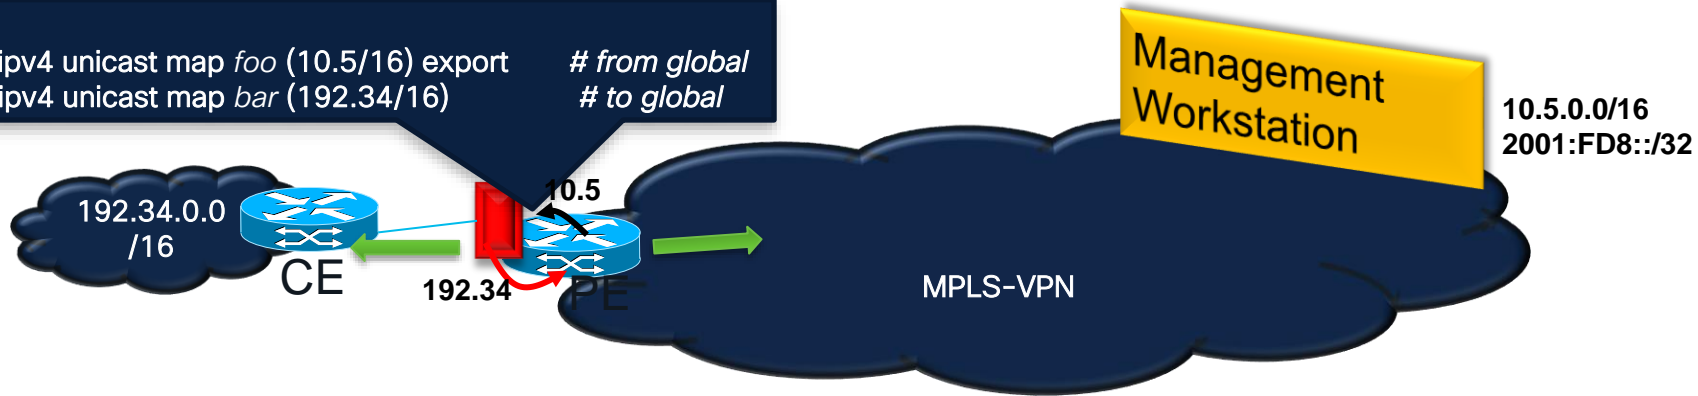 ipv4 unicast map foo (10.5/16) export # from global
ipv4 unicast map bar (192.34/16) # to global
Management
Workstation
10.5.0.0/16
2001:FD8::/32
10.5
192.34.0.0
/16
CE
192.34
PE
MPLS-VPN